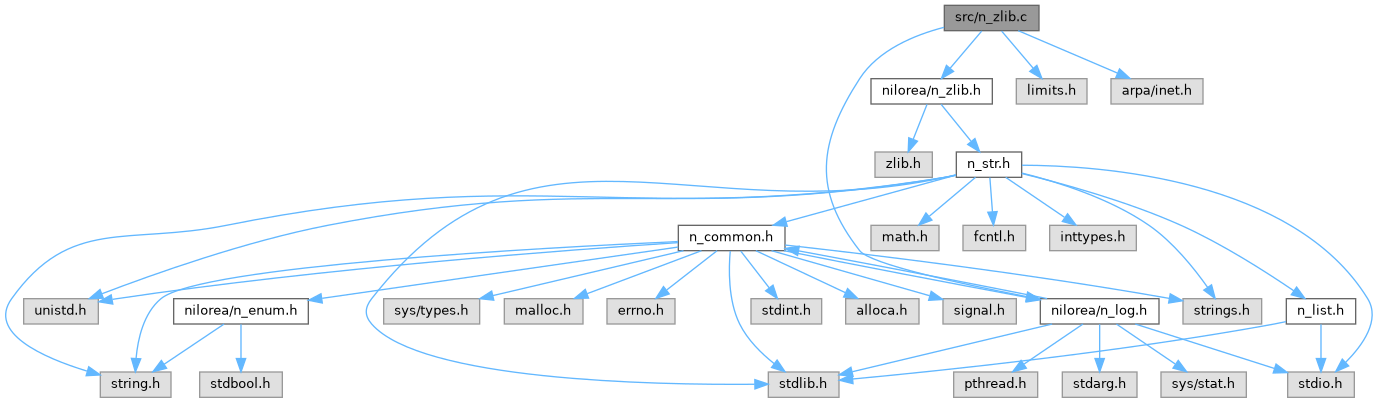 src/n_zlib.c
nilorea/n_zlib.h
limits.h
arpa/inet.h
zlib.h
n_str.h
n_common.h
math.h
fcntl.h
inttypes.h
unistd.h
nilorea/n_enum.h
sys/types.h
malloc.h
errno.h
stdint.h
alloca.h
signal.h
nilorea/n_log.h
strings.h
n_list.h
string.h
stdbool.h
stdlib.h
pthread.h
stdarg.h
sys/stat.h
stdio.h